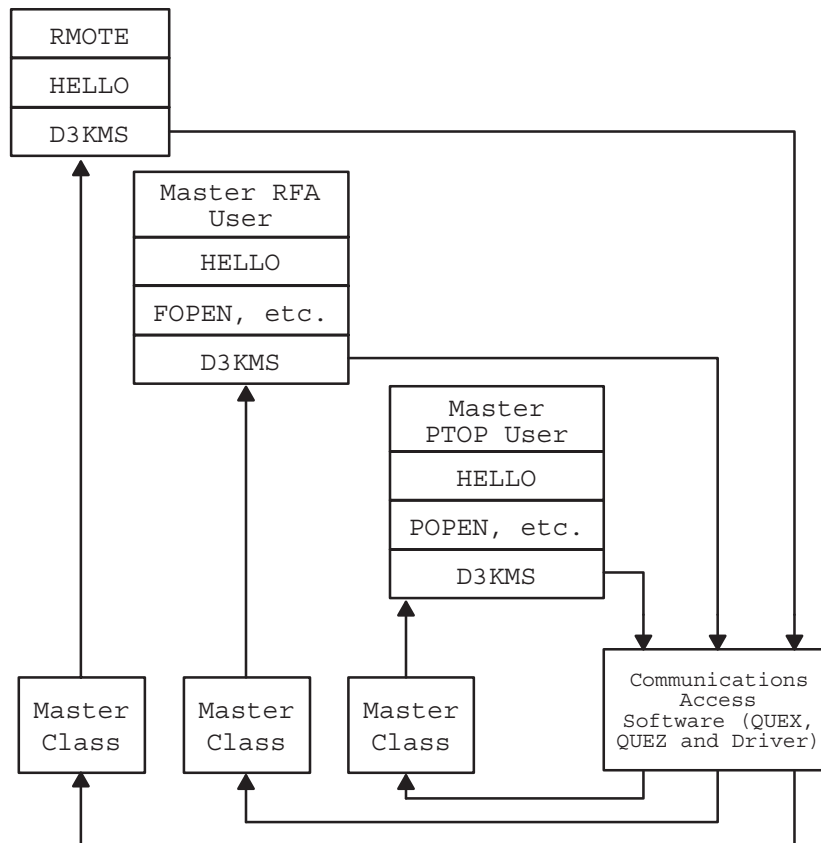 RMOTE
HELLO
D3KMS
Master RFA
User
HELLO
FOPEN, etc.
D3KMS
Master
PTOP User
HELLO
POPEN, etc.
D3KMS
Master
Class
Master
Class
Master
Class
Communications
Access
Software (QUEX,
QUEZ and Driver)